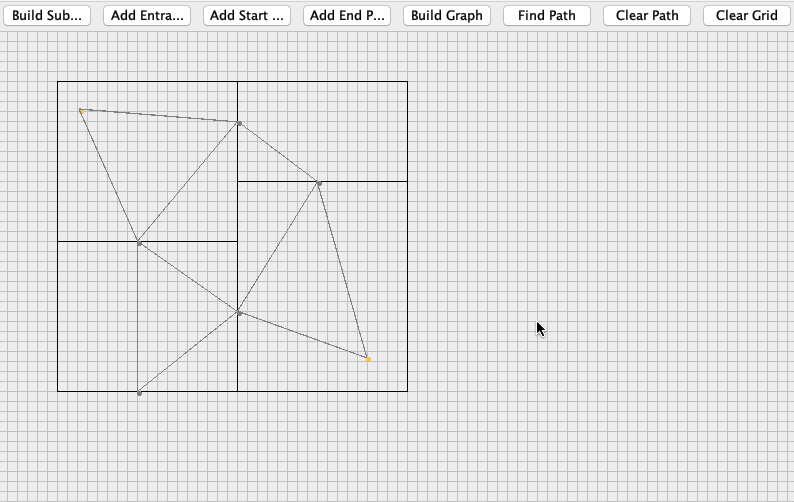 Build Sub...
Add Entra...
Add Start ...
Add End P...
Build Graph
Find Path
Clear Path
Clear Grid